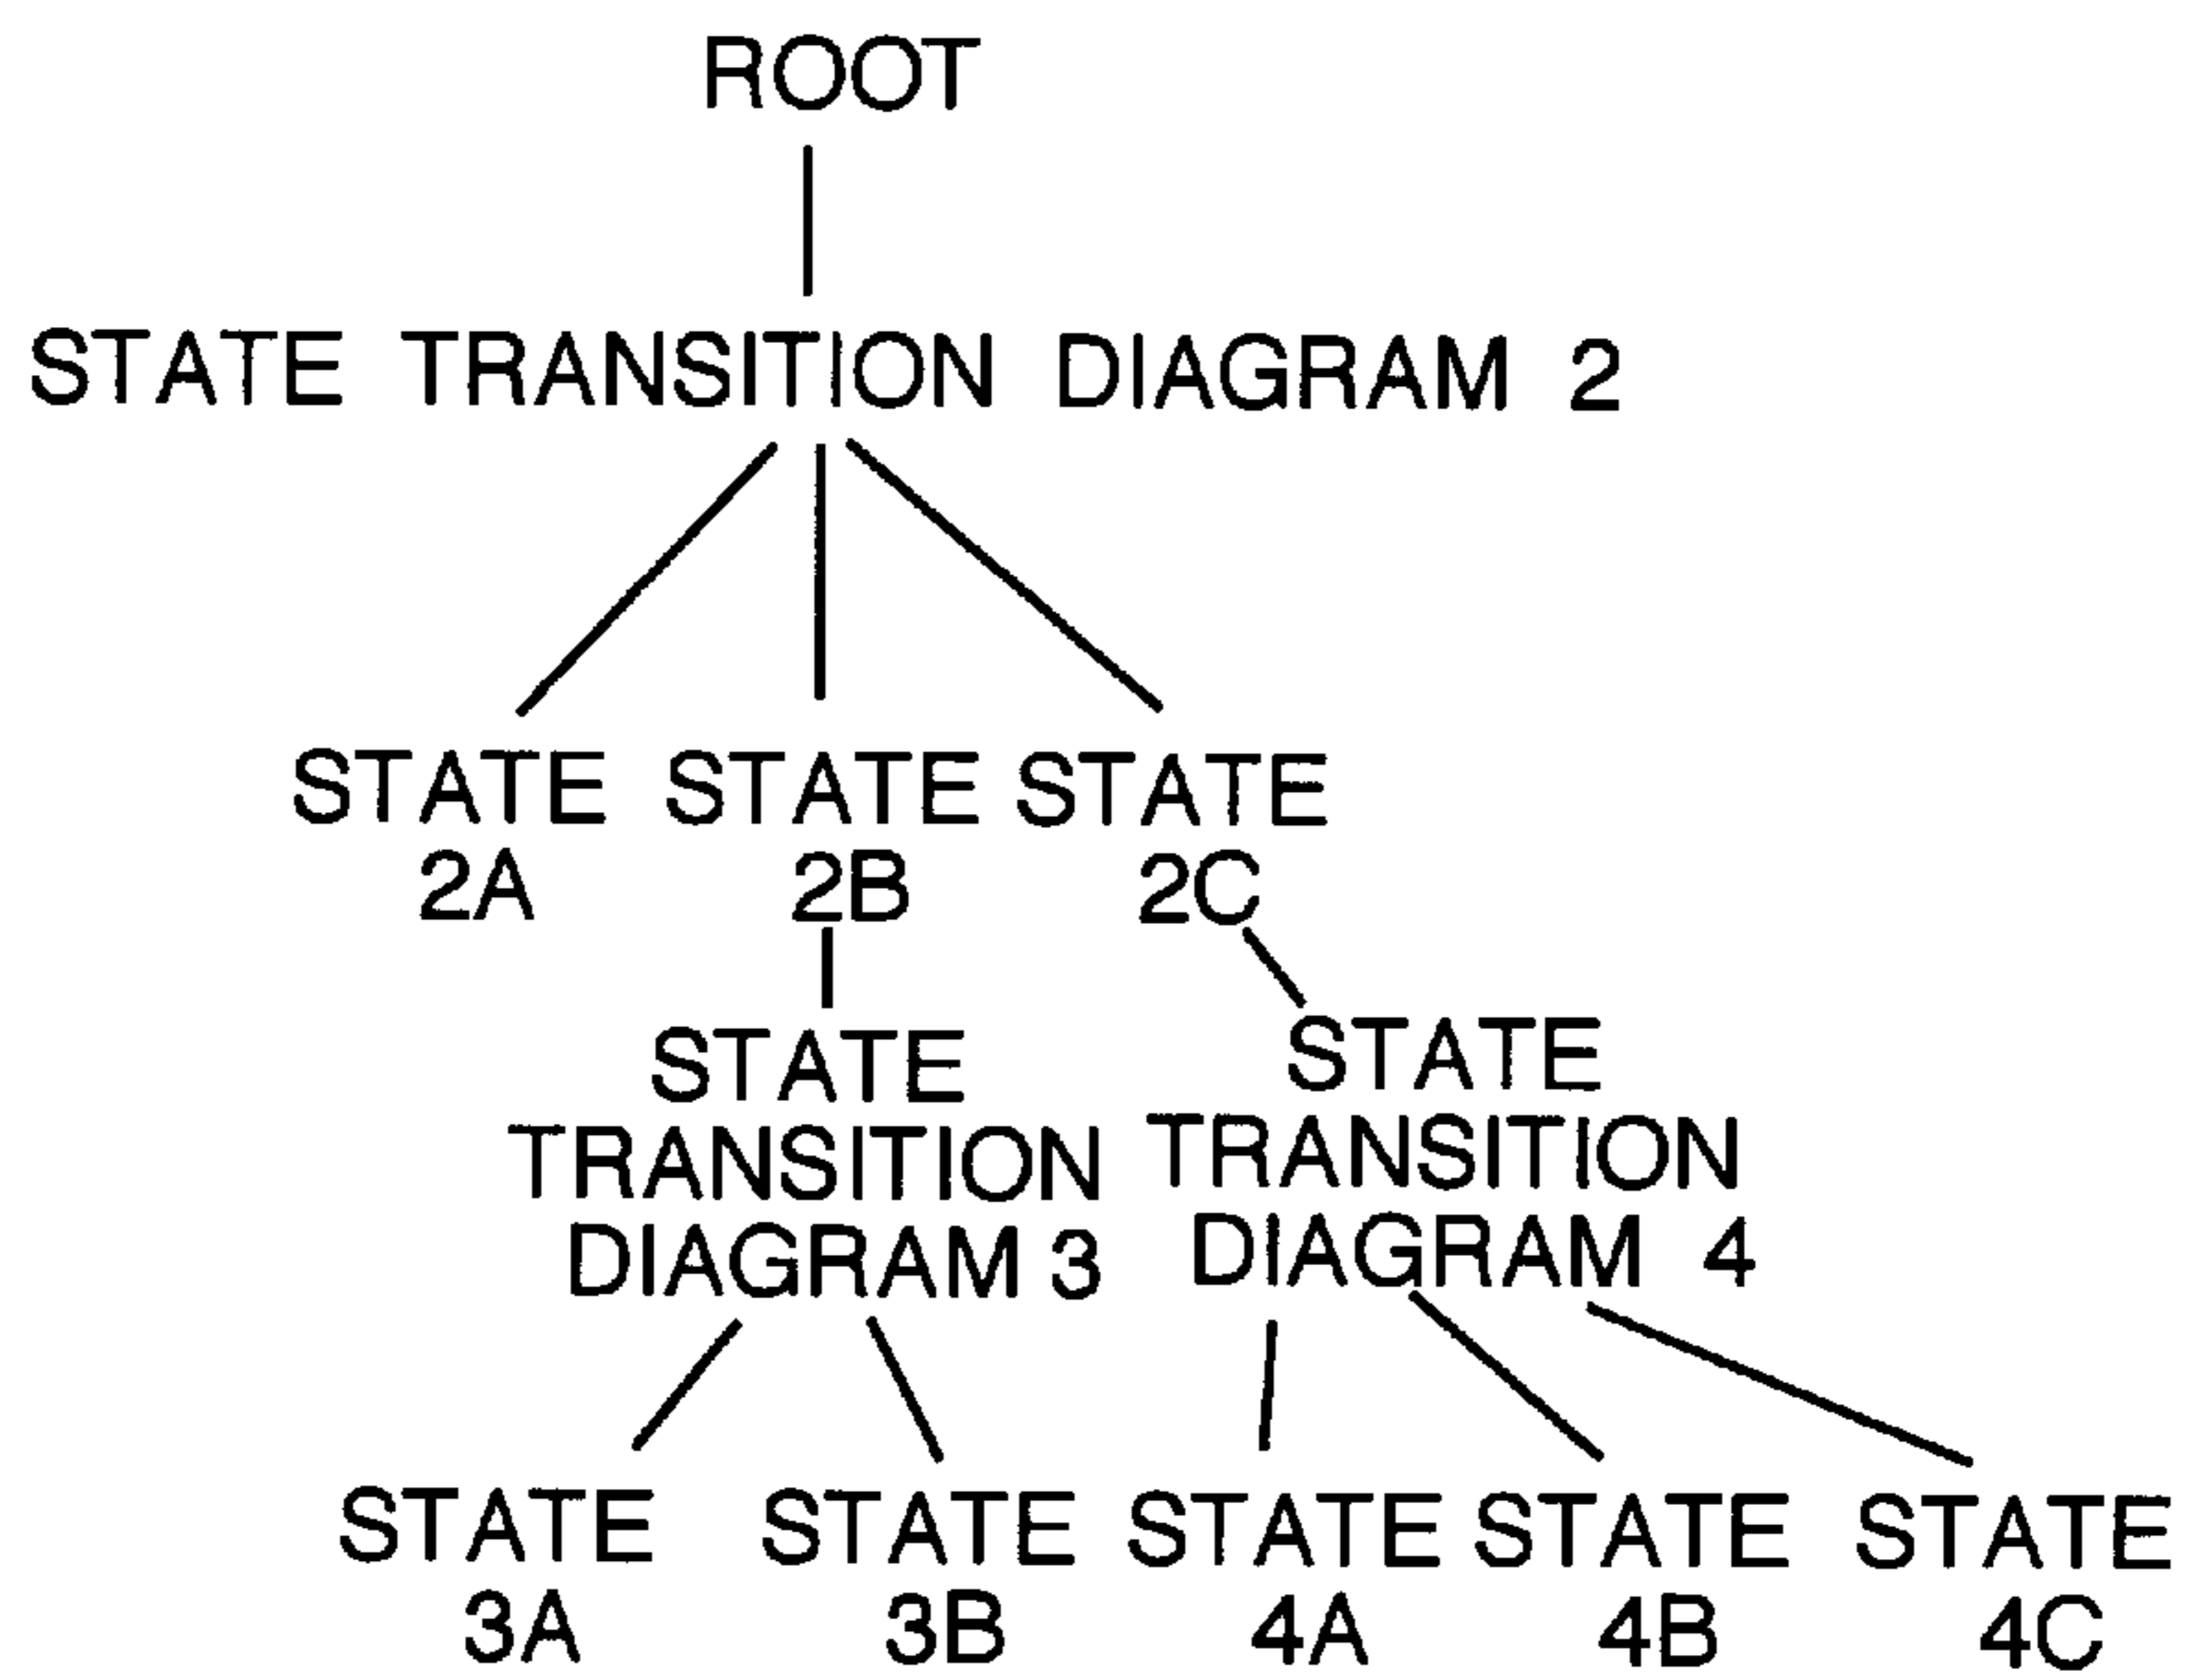 ROOT
STATE TRANSITION DIAGRAM 2
STATE STATE STATE
2A 2B 2C
STATE STATE
TRANSITION TRANSITION
DIAGRAM 3 DIAGRAM 4
STATE STATE STATE STATE STATE
3A 3B 4A 4B 4C